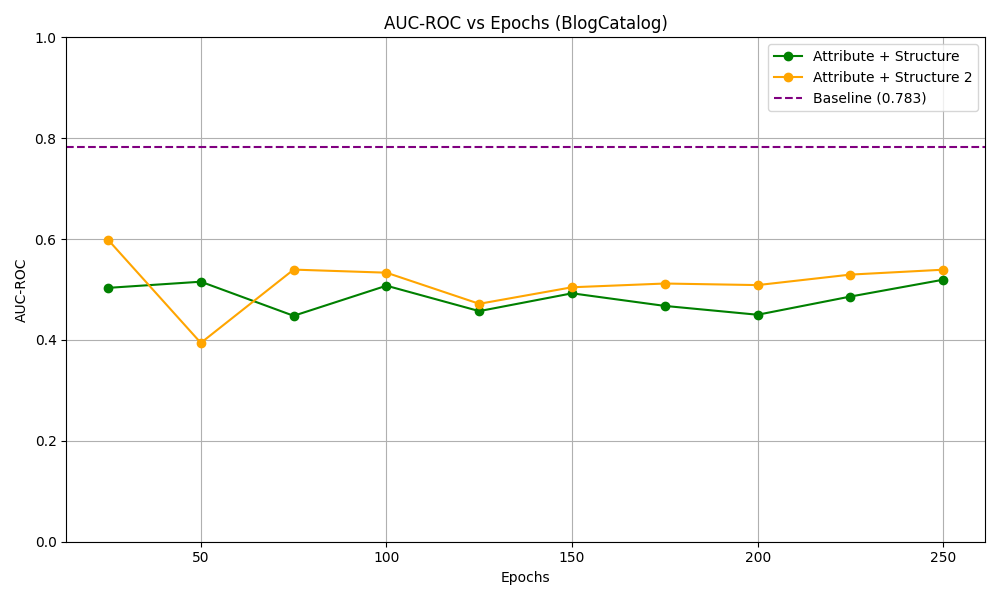 AUC-ROC vs Epochs (BlogCatalog)
Attribute + Structure
Attribute + Structure 2
Baseline (0.783)
AUC-ROC
1.0
0.8
0.6
0.4
0.2
0.0
50 100 150 200 250
Epochs